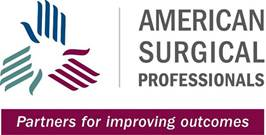 AMERICAN
SURGICAL
PROFESSIONALS
Partners for improving outcomes